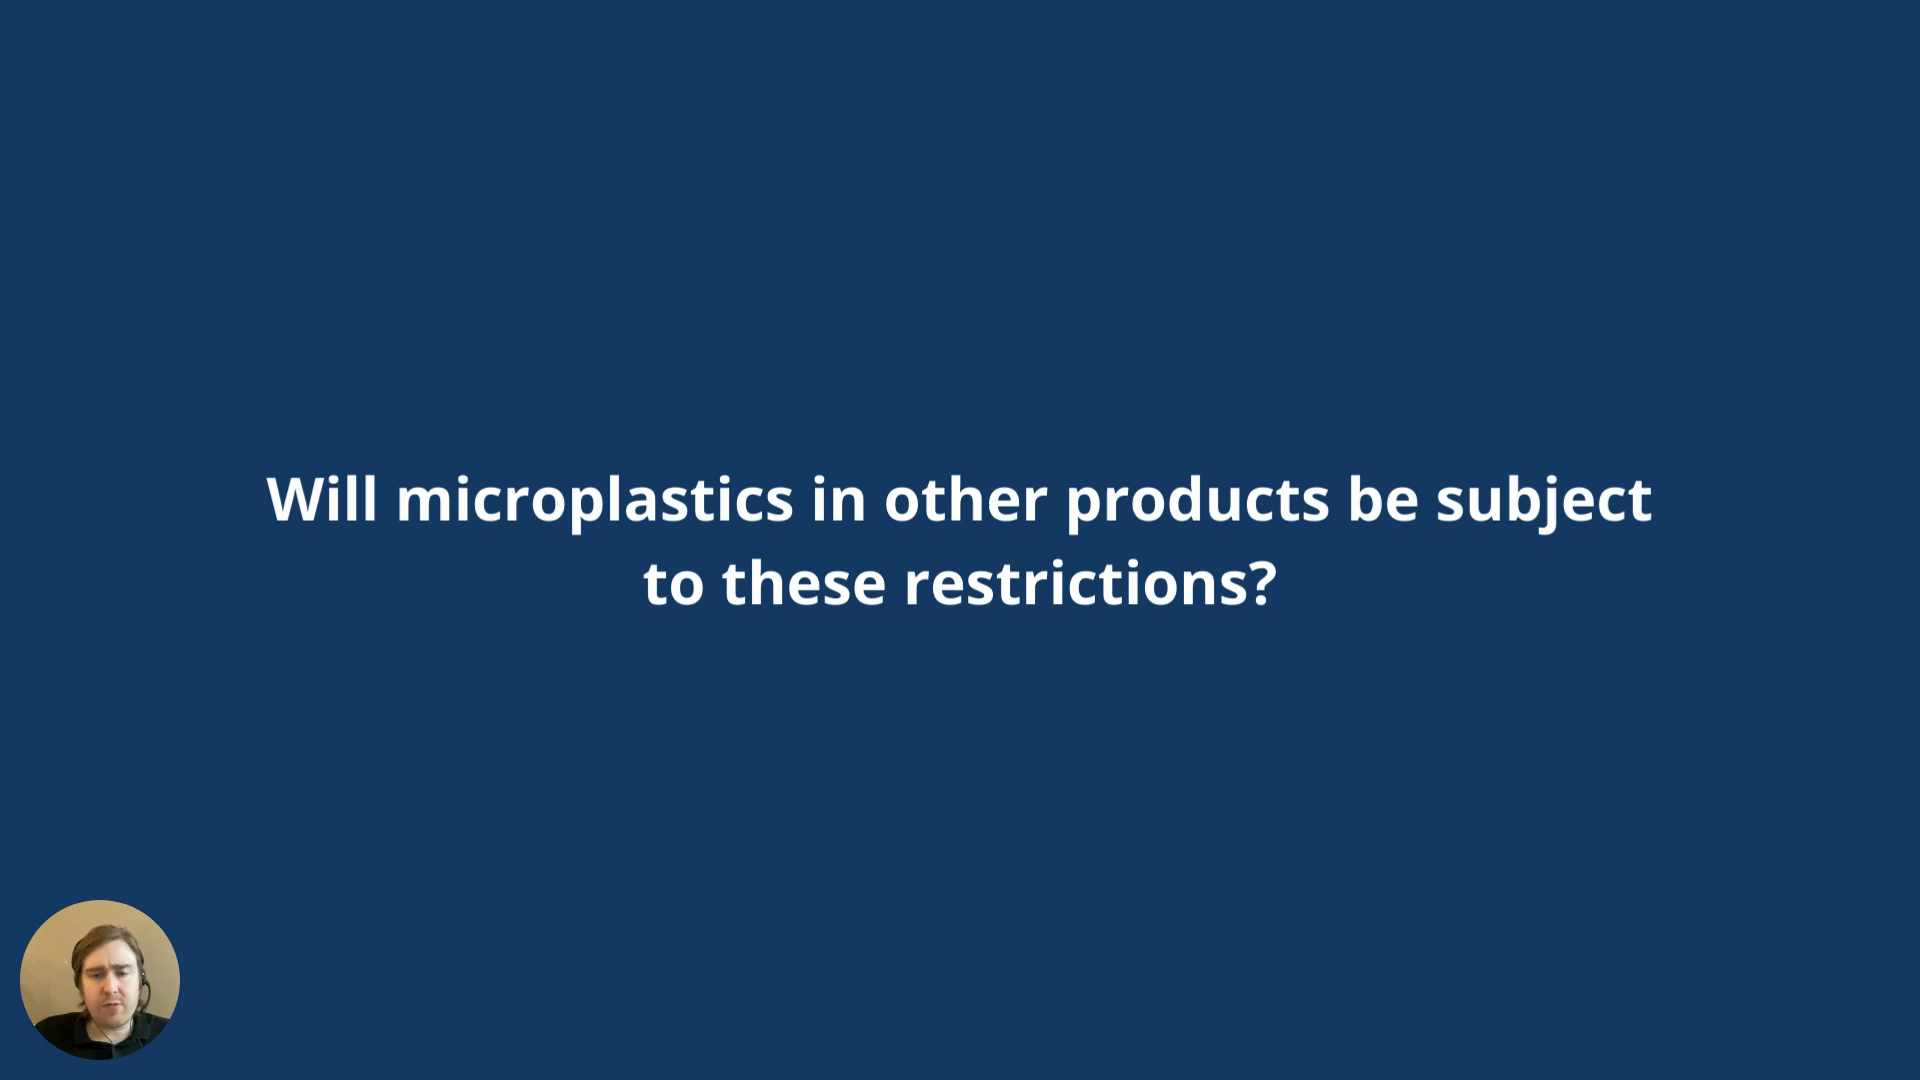 Will microplastics in other products be subject
to these restrictions?